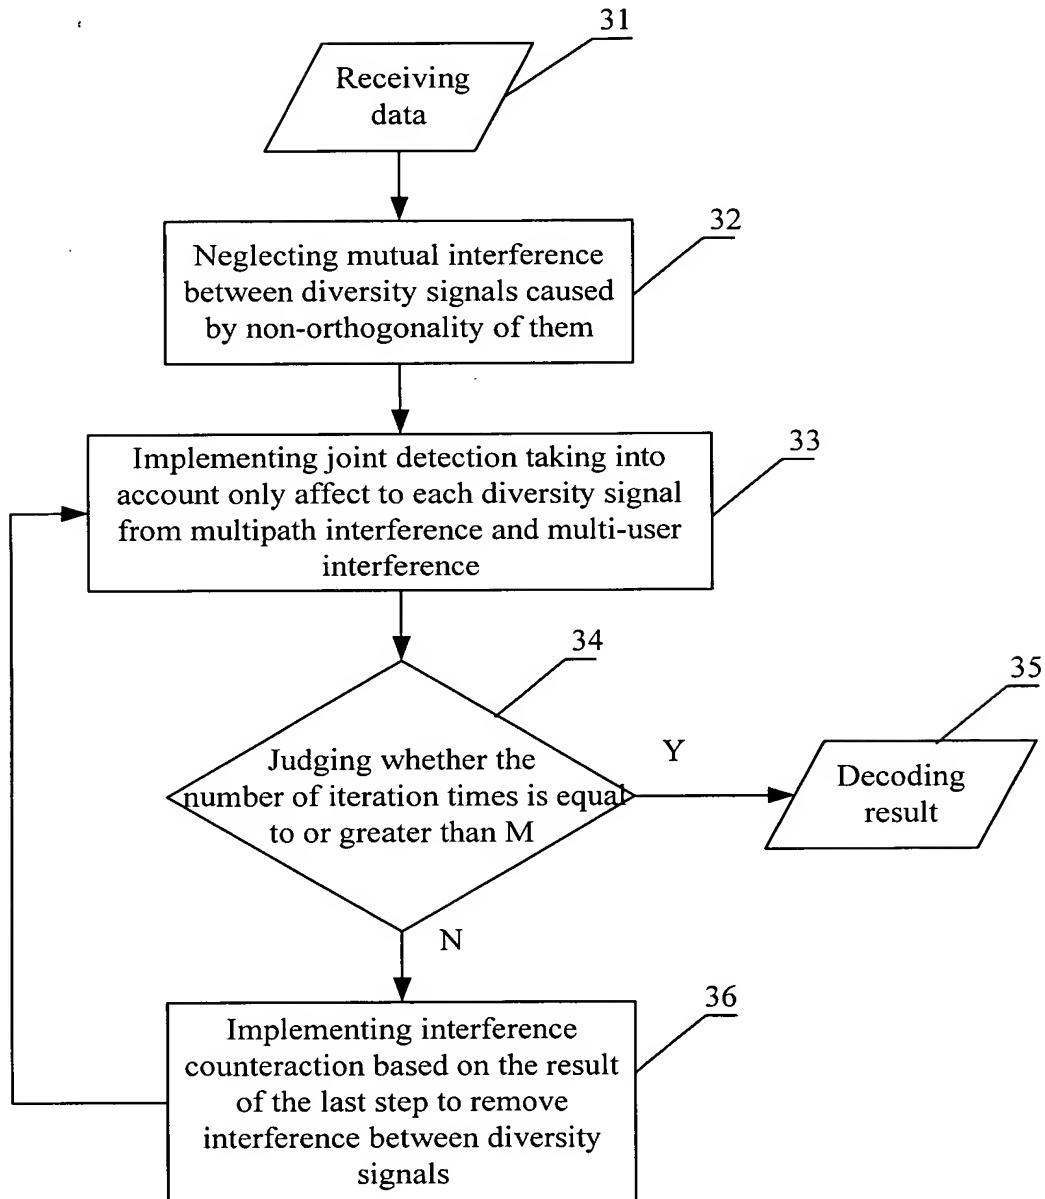 31
Receiving
data
32
Neglecting mutual interference
between diversity signals caused
by non-orthogonality of them
33
Implementing joint detection taking into
account only affect to each diversity signal
from multipath interference and multi-user
interference
34
Judging whether the
number of iteration times is equal
to or greater than M
Y
35
Decoding
result
N
36
Implementing interference
counteraction based on the result
of the last step to remove
interference between diversity
signals